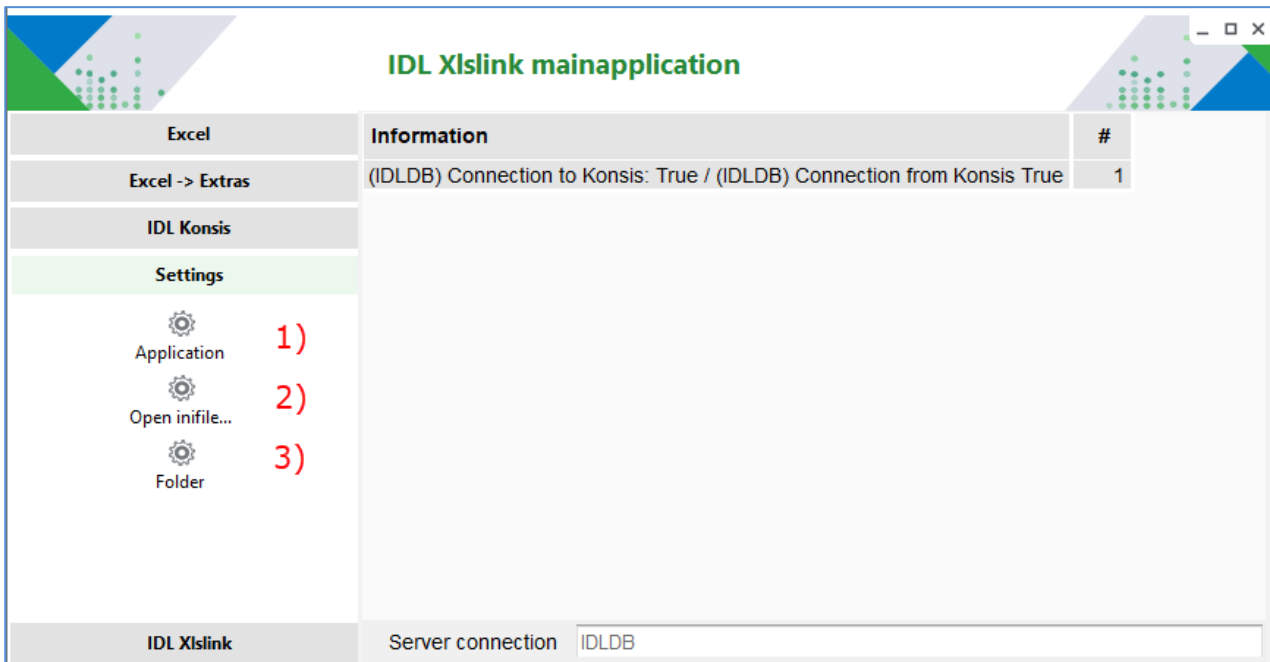 IDL Xlslink mainapplication
Excel
Excel -> Extras
IDL Konsis
Settings
Application 1)
Open inifile... 2)
Folder 3)
IDL Xlslink
Information #
(IDLDB) Connection to Konsis: True / (IDLDB) Connection from Konsis True 1
Server connection IDLDB